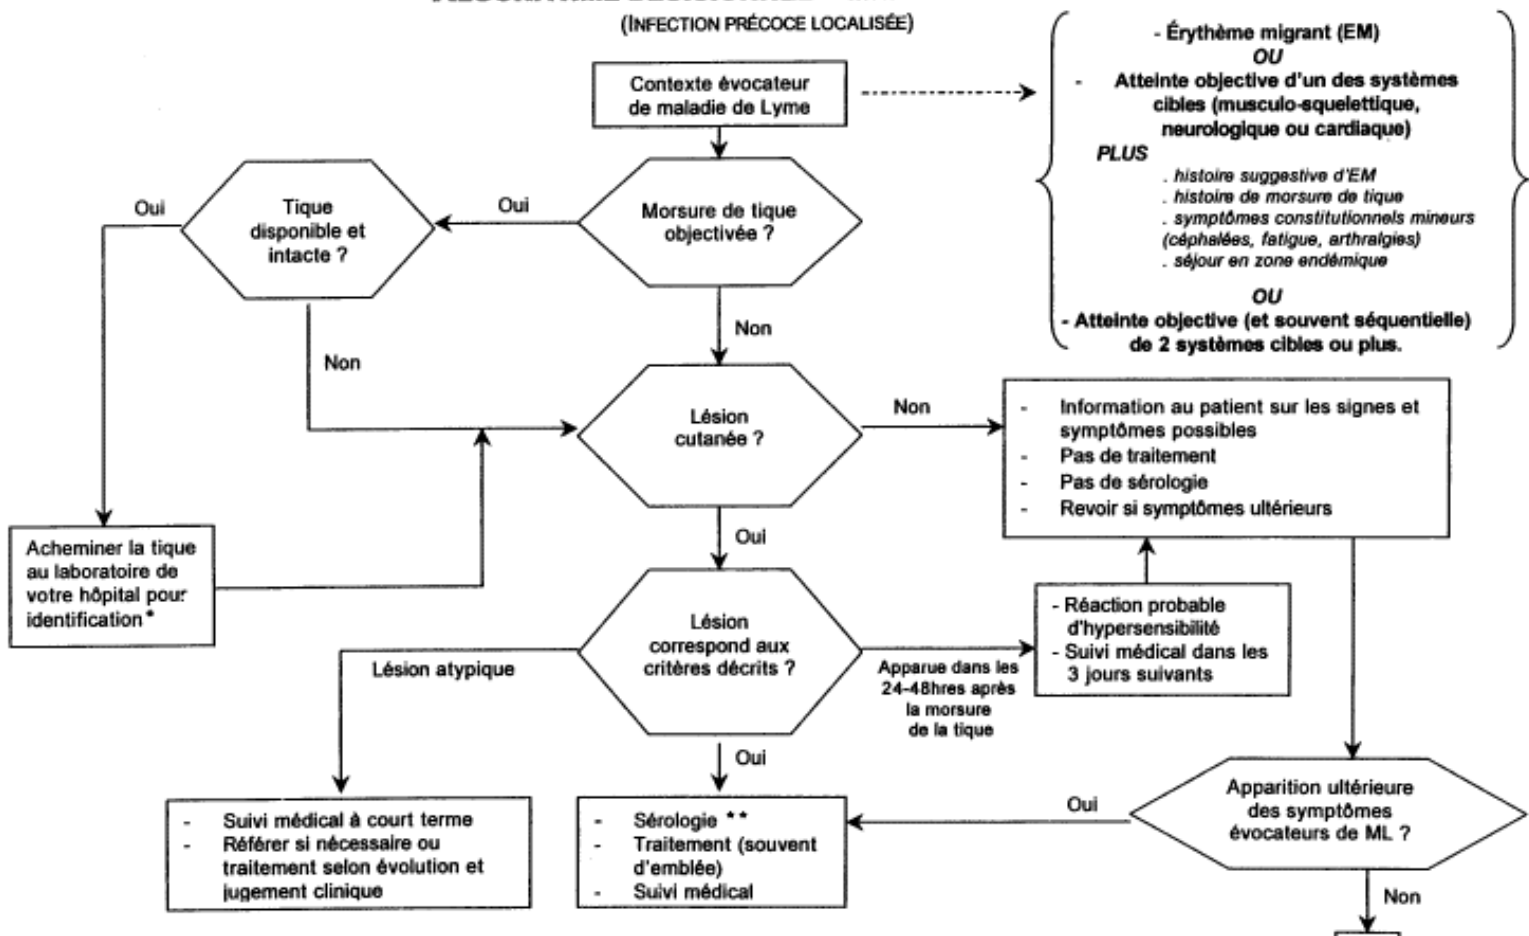 (INFECTION PRÉCOCE LOCALISÉE)
Contexte évocateur
de maladie de Lyme
- Érythème migrant (EM)
OU
- Atteinte objective d'un des systèmes
cibles (musculo-squelettique,
neurologique ou cardiaque)
PLUS
. histoire suggestive d'EM
. histoire de morsure de tique
. symptômes constitutionnels mineurs
(céphalées, fatigue, arthralgies)
. séjour en zone endémique
OU
- Atteinte objective (et souvent séquentielle)
de 2 systèmes cibles ou plus.
Morsure de tique
objectivée ?
Oui
Tique
disponible et
intacte ?
Oui
Non
Non
Acheminer la tique
au laboratoire de
votre hôpital pour
identification*
Lésion
cutanée ?
Non
- Information au patient sur les signes et
symptômes possibles
- Pas de traitement
- Pas de sérologie
- Revoir si symptômes ultérieurs
Oui
Lésion
correspond aux
critères décrits ?
Lésion atypique
Apparue dans les
24-48hres après
la morsure
de la tique
- Réaction probable
d'hypersensibilité
- Suivi médical dans les
3 jours suivants
Oui
- Suivi médical à court terme
- Référer si nécessaire ou
traitement selon évolution et
jugement clinique
- Sérologie **
- Traitement (souvent
d'emblée)
- Suivi médical
Oui
Apparition ultérieure
des symptômes
évocateurs de ML ?
Non